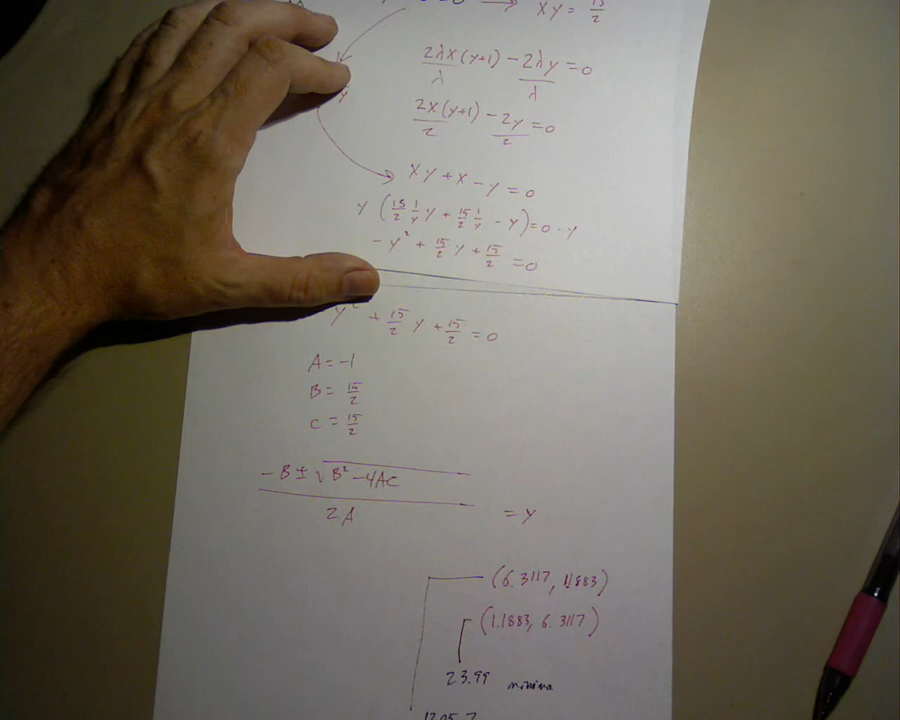 XY = 15/2
2λX(y+1)/λ - 2λy/λ = 0
2X(y+1)/2 - 2y/2 = 0
XY + X - Y = 0
Y (15/2 1/Y Y + 15/2 1/Y - Y) = 0 · Y
-Y² + 15/2 Y + 15/2 = 0
Y² + 15/2 Y + 15/2 = 0
A = -1
B = 15/2
C = 15/2
-B ± √B² - 4AC / 2A = Y
(6.3117, 1.1883)
(1.1883, 6.3117)
23.99 minima